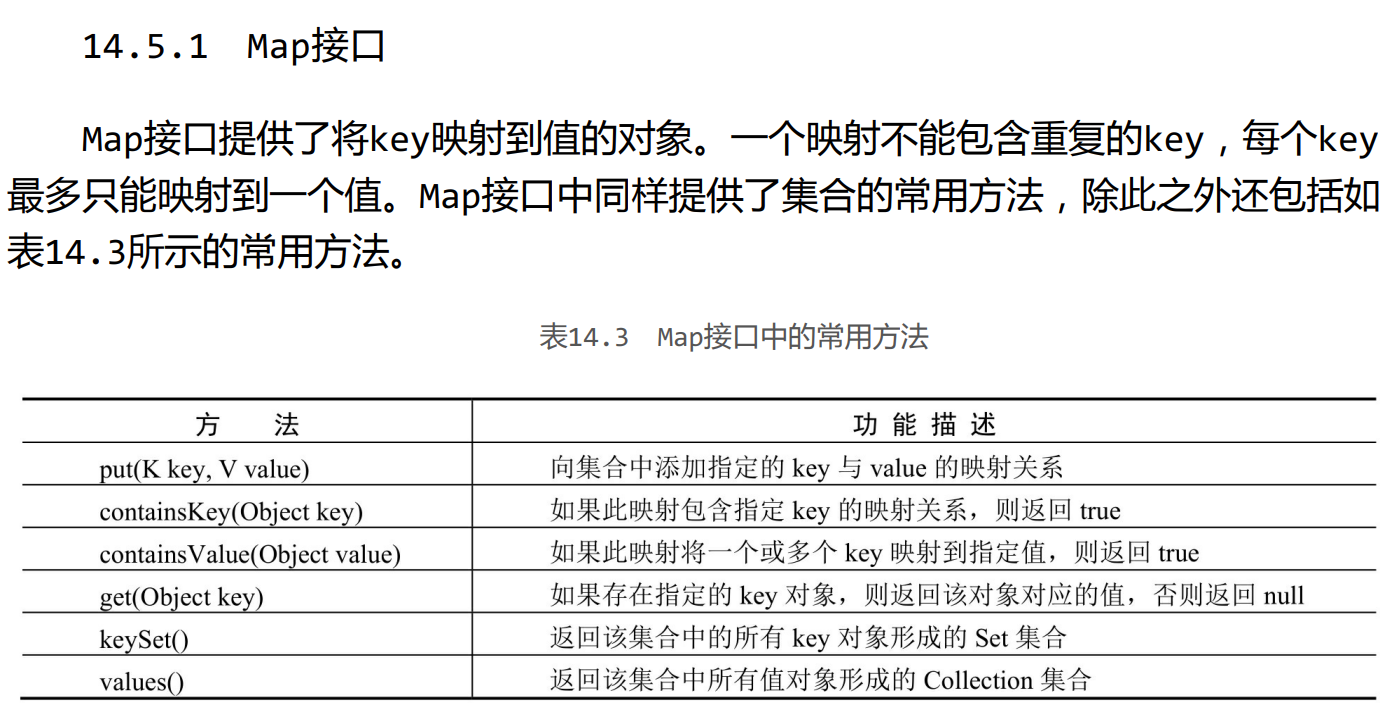 14.5.1 Map接口
Map接口提供了将key映射到值的对象。一个映射不能包含重复的key，每个key
最多只能映射到一个值。Map接口中同样提供了集合的常用方法，除此之外还包括如
表14.3所示的常用方法。
表14.3 Map接口中的常用方法
方 法 功 能 描 述
put(K key, V value) 向集合中添加指定的 key 与 value 的映射关系
containsKey(Object key) 如果此映射包含指定 key 的映射关系，则返回 true
containsValue(Object value) 如果此映射将一个或多个 key 映射到指定值，则返回 true
get(Object key) 如果存在指定的 key 对象，则返回该对象对应的值，否则返回 null
keySet() 返回该集合中的所有 key 对象形成的 Set 集合
values() 返回该集合中所有值对象形成的 Collection 集合